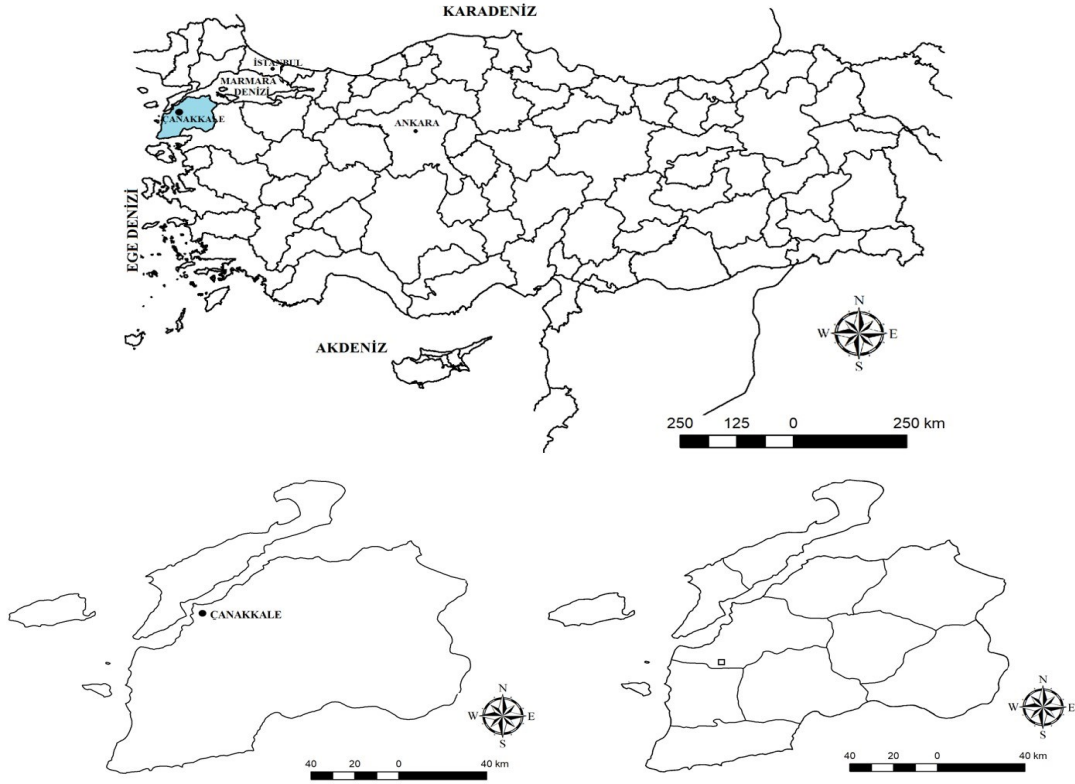 KARADENİZ
İSTANBUL
MARMARA
DENİZİ
ÇANAKKALE
ANKARA
EGE DENİZİ
AKDENİZ
N
W E
S
250 125 0 250 km
ÇANAKKALE
N
W E
S
40 20 0 40 km
N
W E
S
40 20 0 40 km